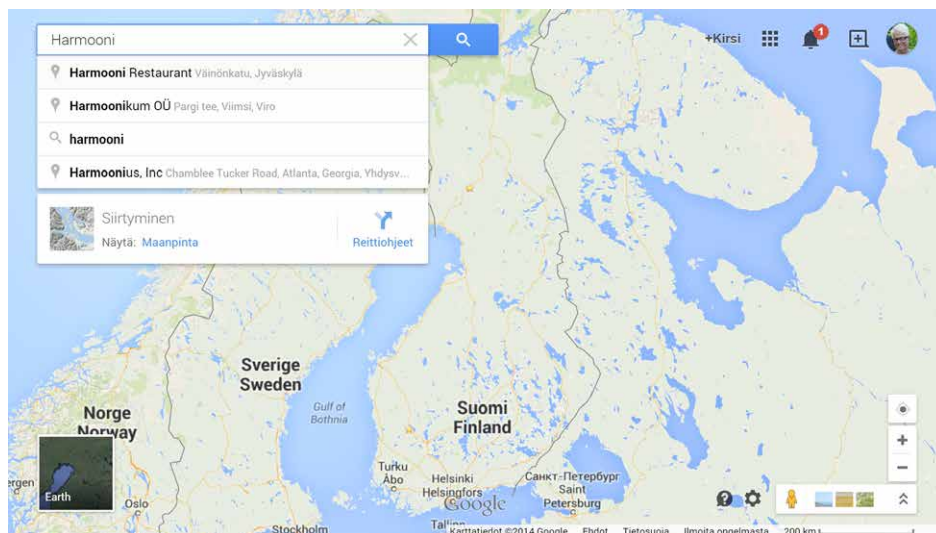 Harmooni
+Kirsi
1
Harmooni Restaurant Väinönkatu, Jyväskylä
Harmoonikum OÜ Pargi tee, Viimsi, Viro
harmooni
Harmoonius, Inc Chamblee Tucker Road, Atlanta, Georgia, Yhdysv...
Siirtyminen
Näytä: Maanpinta
Reittiohjeet
Sverige
Sweden
Norge
Norway
Gulf of
Bothnia
Suomi
Finland
Turku
Åbo
Helsinki
Helsingfors
Санкт-Петербург
Saint
Petersburg
Earth
Oslo
Google
Stockholm
Tallinn
Karttatiedot ©2014 Google Ehdot Tietosuoja Ilmoita ongelmasta 200 km